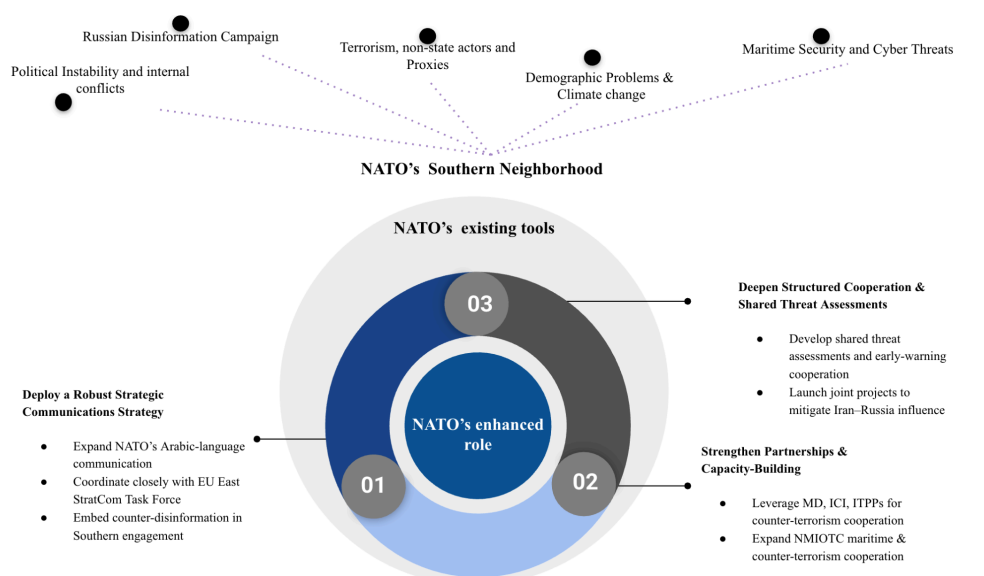 Russian Disinformation Campaign
Terrorism, non-state actors and
Proxies
Maritime Security and Cyber Threats
Political Instability and internal
conflicts
Demographic Problems &
Climate change
NATO’s  Southern Neighborhood
NATO’s  existing tools
03
Deepen Structured Cooperation &
Shared Threat Assessments
● Develop shared threat
assessments and early-warning
cooperation
● Launch joint projects to
mitigate Iran–Russia influence
Deploy a Robust Strategic
Communications Strategy
● Expand NATO’s Arabic-language
communication
● Coordinate closely with EU East
StratCom Task Force
● Embed counter-disinformation in
Southern engagement
NATO’s enhanced
role
01
02
Strengthen Partnerships &
Capacity-Building
● Leverage MD, ICI, ITPPs for
counter-terrorism cooperation
● Expand NMIOTC maritime &
counter-terrorism cooperation